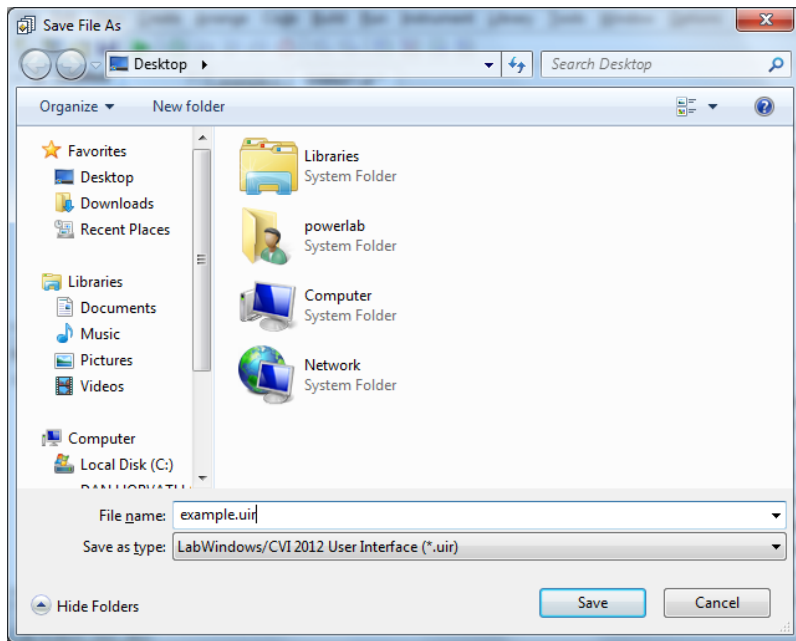 Save File As
Desktop
Search Desktop
Organize
New folder
Favorites
Desktop
Downloads
Recent Places
Libraries
Documents
Music
Pictures
Videos
Computer
Local Disk (C:)
Libraries
System Folder
powerlab
System Folder
Computer
System Folder
Network
System Folder
File name: example.uir
Save as type: LabWindows/CVI 2012 User Interface (*.uir)
Hide Folders
Save
Cancel